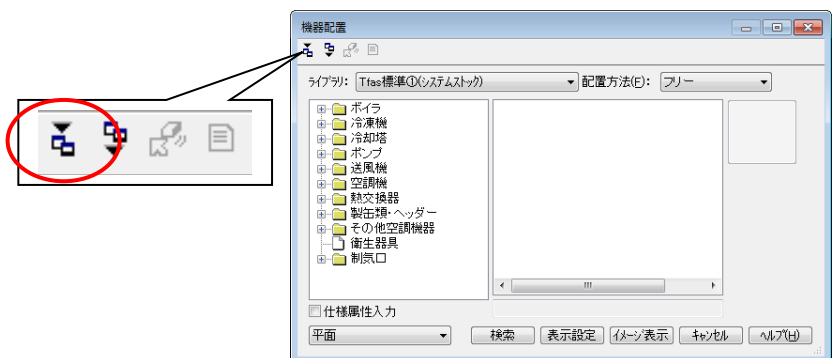 機器配置
ライブラリ: Tfas標準①(システムストック) 配置方法(F): フリー
ボイラ
冷凍機
冷却塔
ポンプ
送風機
空調機
熱交換器
製缶類・ヘッダー
その他空調機器
衛生器具
制気口
仕様属性入力
平面 検索 表示設定 イメージ表示 キャンセル ヘルプ(H)